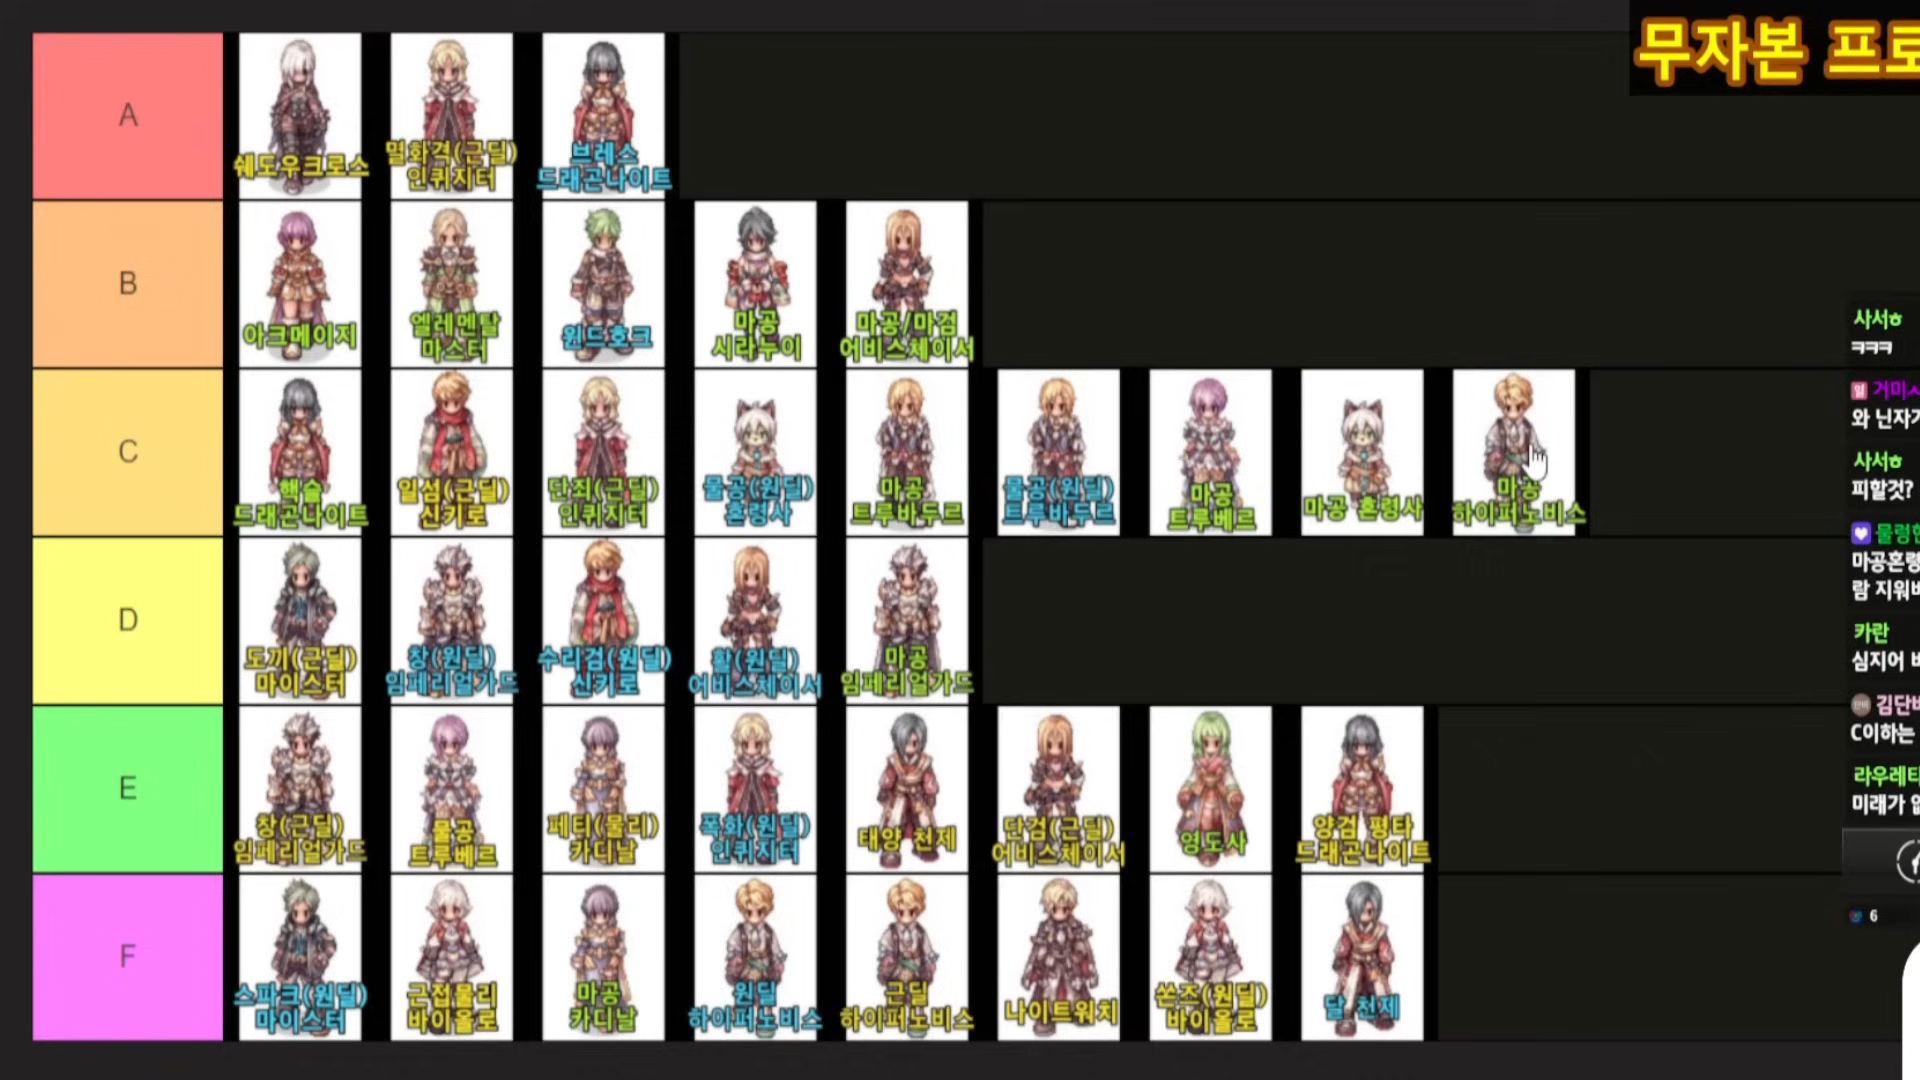 무자본 프로
A
쉐도우크로스
멸화격(근딜)
인퀴지터
브레스
드래곤나이트
B
아크메이지
엘레멘탈
마스터
윈드호크
마공
시라누이
마공/마검
어비스체이서
C
핵슬
드래곤나이트
일섬(근딜)
신키로
단죄(근딜)
인퀴지터
물공(원딜)
혼령사
마공
트루바두르
물공(원딜)
트루바두르
마공
트루베르
마공 혼령사
마공
하이퍼노비스
D
도끼(근딜)
마이스터
창(원딜)
임페리얼가드
수리검(원딜)
신키로
활(원딜)
어비스체이서
마공
임페리얼가드
E
창(근딜)
임페리얼가드
물공
트루베르
페티(물리)
카디날
폭화(원딜)
인퀴지터
태양 천제
단검(근딜)
어비스체이서
영도사
양검 평타
드래곤나이트
F
스파크(원딜)
마이스터
근접물리
바이올로
마공
카디날
원딜
하이퍼노비스
근딜
하이퍼노비스
나이트워치
쏜즈(원딜)
바이올로
달 천제
사서ㅎ
ㅋㅋㅋ
거미
와 닌자가
사서ㅎ
피할것?
물렁한
마공혼령
람 지워버
카란
심지어
김단비
C이하는
라우레타
미래가 없
6